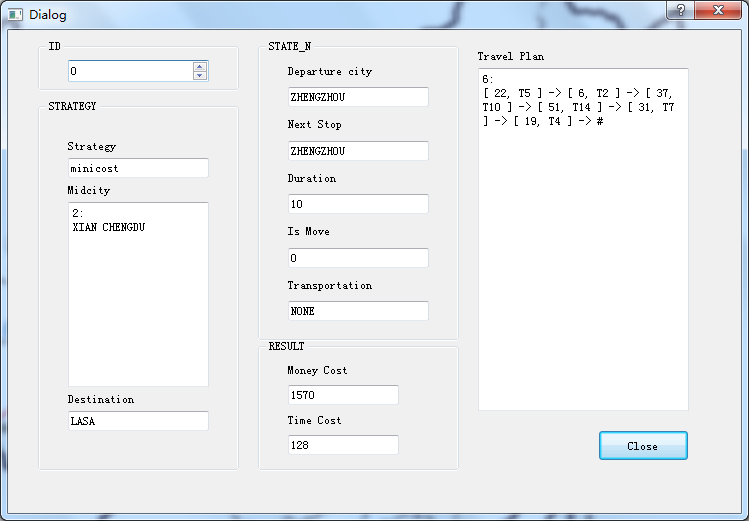 Dialog
ID
0
STRATEGY
Strategy
minicost
Midcity
2:
XIAN CHENGDU
Destination
LASA
STATE_N
Departure city
ZHENGZHOU
Next Stop
ZHENGZHOU
Duration
10
Is Move
0
Transportation
NONE
RESULT
Money Cost
1570
Time Cost
128
Travel Plan
6:
[ 22, T5 ] -> [ 6, T2 ] -> [ 37,
T10 ] -> [ 51, T14 ] -> [ 31, T7
] -> [ 19, T4 ] -> #
Close